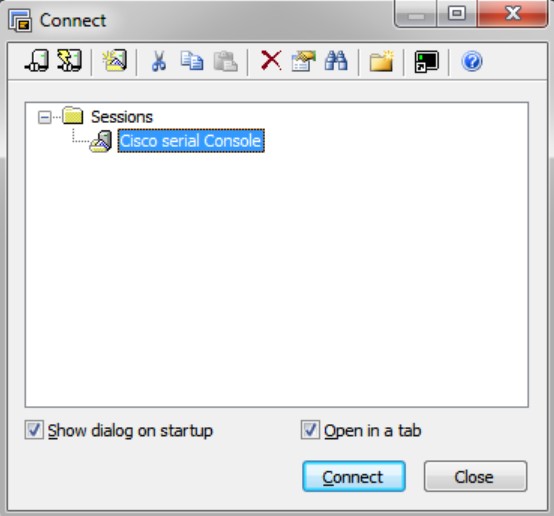 Connect
Sessions
Cisco serial Console
Show dialog on startup
Open in a tab
Connect
Close